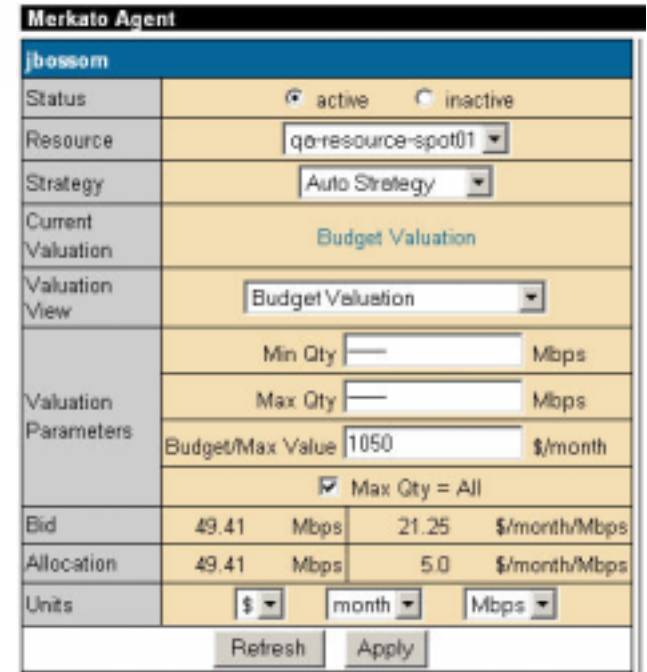 Merkato Agent
jbossom
Status active inactive
Resource qa-resource-spot01
Strategy Auto Strategy
Current Valuation Budget Valuation
Valuation View Budget Valuation
Valuation Parameters
Min Qty Mbps
Max Qty Mbps
Budget/Max Value 1050 $/month
Max Qty = All
Bid 49.41 Mbps 21.25 $/month/Mbps
Allocation 49.41 Mbps 5.0 $/month/Mbps
Units $ month Mbps
Refresh Apply